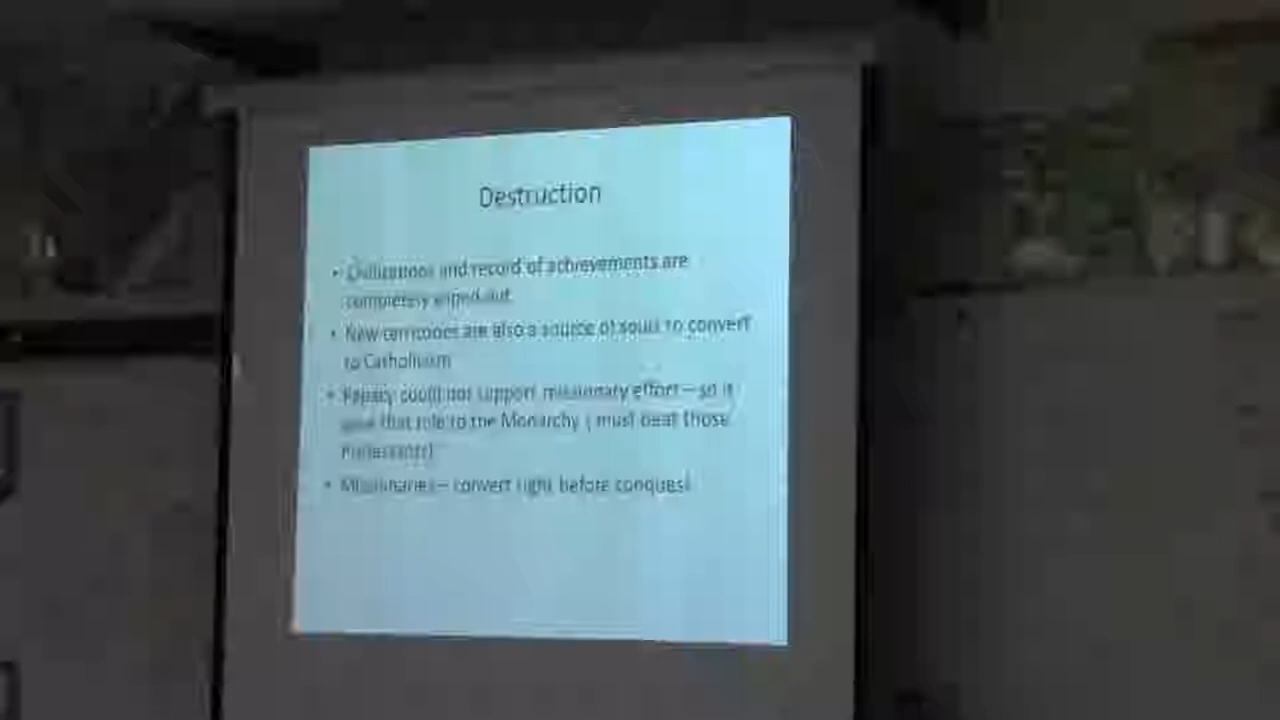 Destruction
• Civilizations and record of achievements are
completely wiped out
• New territories are also a source of souls to convert
to Catholicism
• Papacy could not support missionary effort – so it
gave that role to the Monarchy ( must beat those
Protestants)
• Missionaries – convert right before conquest